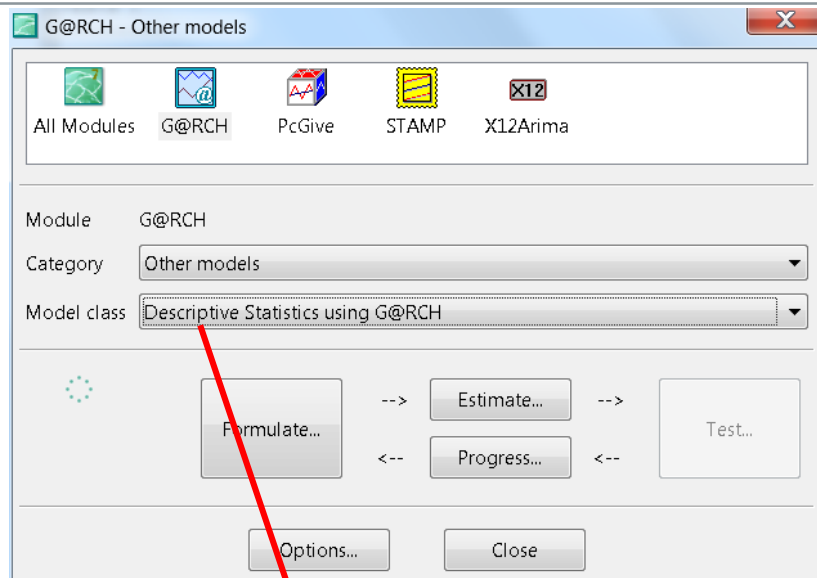 G@RCH - Other models
X
X12
All Modules G@RCH PcGive STAMP X12Arima
Module G@RCH
Category Other models
Model class Descriptive Statistics using G@RCH
--> Estimate... -->
Formulate... Test...
<-- Progress... <--
Options... Close